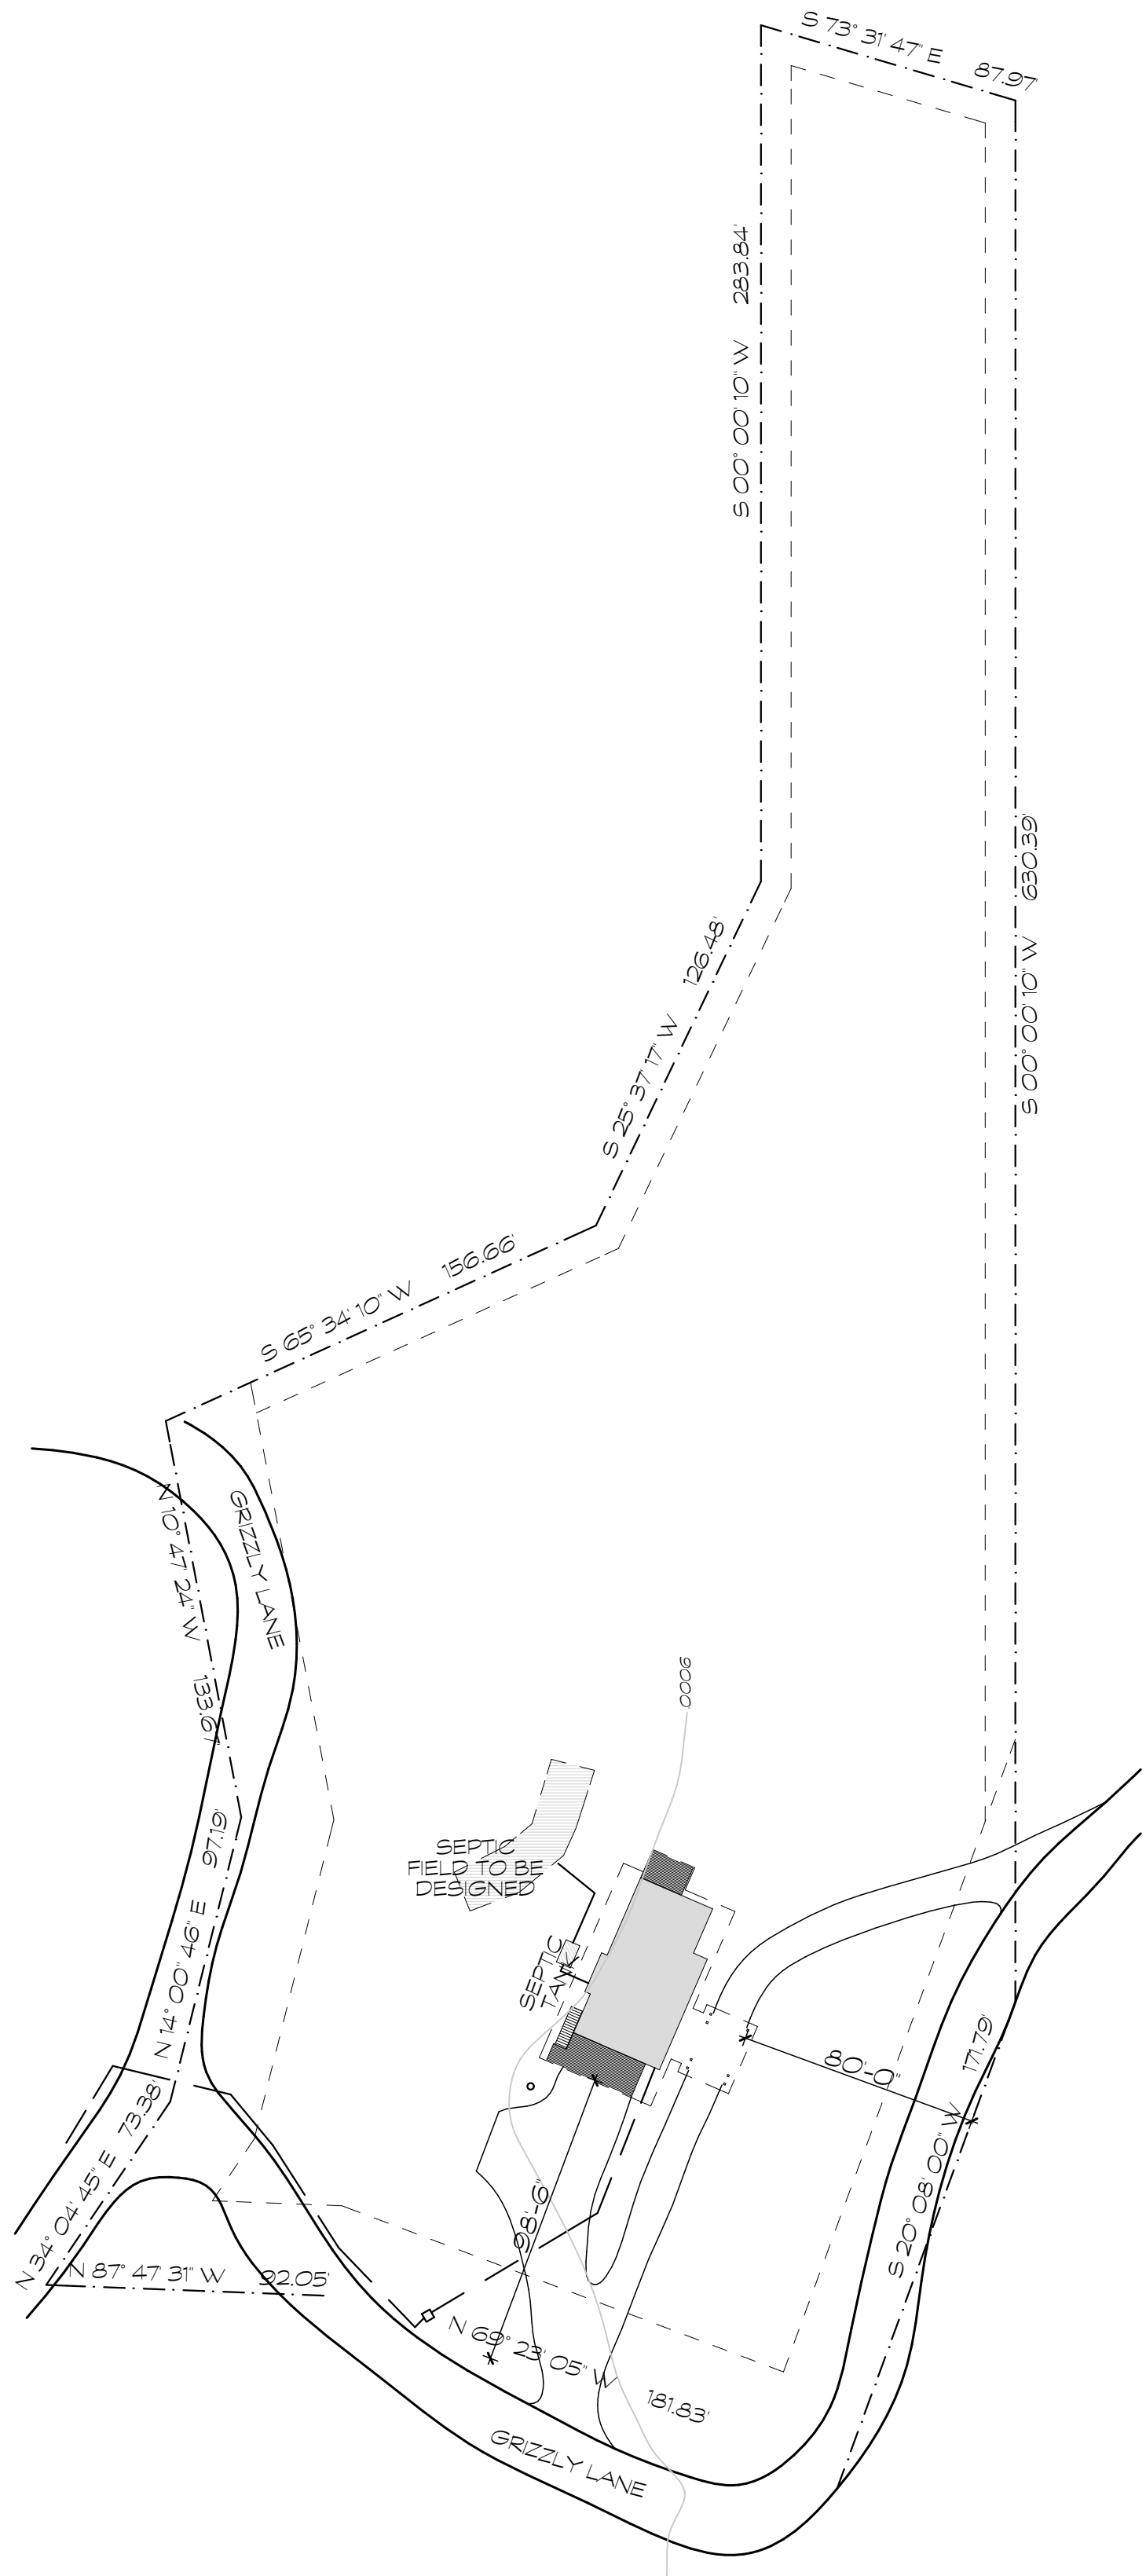 S 73° 31' 47" E 87.97'
S 00° 00' 10" W 283.84'
S 00° 00' 10" W 630.39'
S 25° 37' 17" W 126.48'
S 65° 34' 10" W 156.66'
N 10° 47' 24" W 133.67'
GRIZZLY LANE
9000
N 14° 00" 46" E 97.19'
SEPTIC
FIELD TO BE
DESIGNED
SEPTIC
TANK
80'-0"
S 20° 08' 00" W 171.79'
N 34° 04' 45" E 73.38'
98'-6"
N 87° 47' 31" W 92.05'
N 69° 23' 05" W 181.83'
GRIZZLY LANE